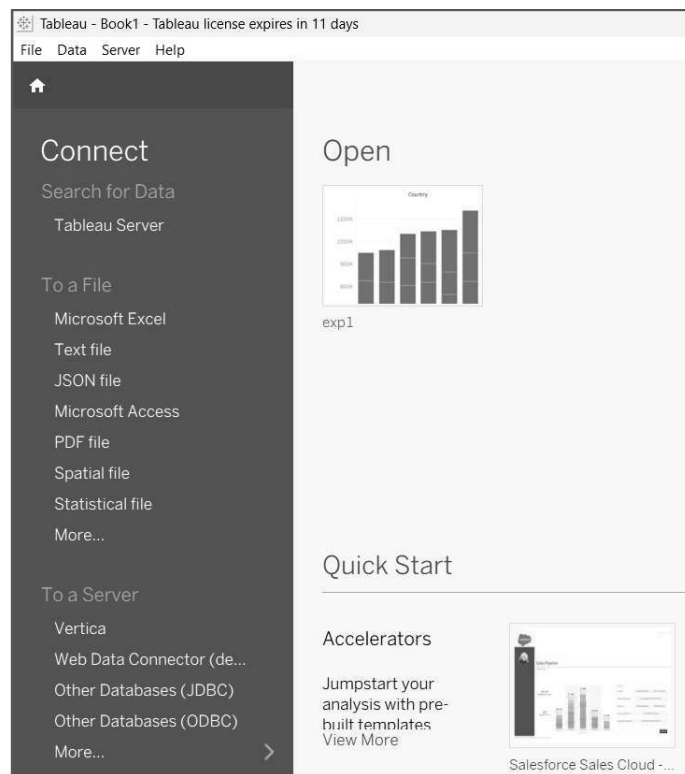 Tableau - Book1 - Tableau license expires in 11 days
File Data Server Help
Connect
Search for Data
Tableau Server
To a File
Microsoft Excel
Text file
JSON file
Microsoft Access
PDF file
Spatial file
Statistical file
More...
To a Server
Vertica
Web Data Connector (de...
Other Databases (JDBC)
Other Databases (ODBC)
More...
Open
Country
exp1
Quick Start
Accelerators
Jumpstart your
analysis with pre-
built templates
View More
Salesforce Sales Cloud -...